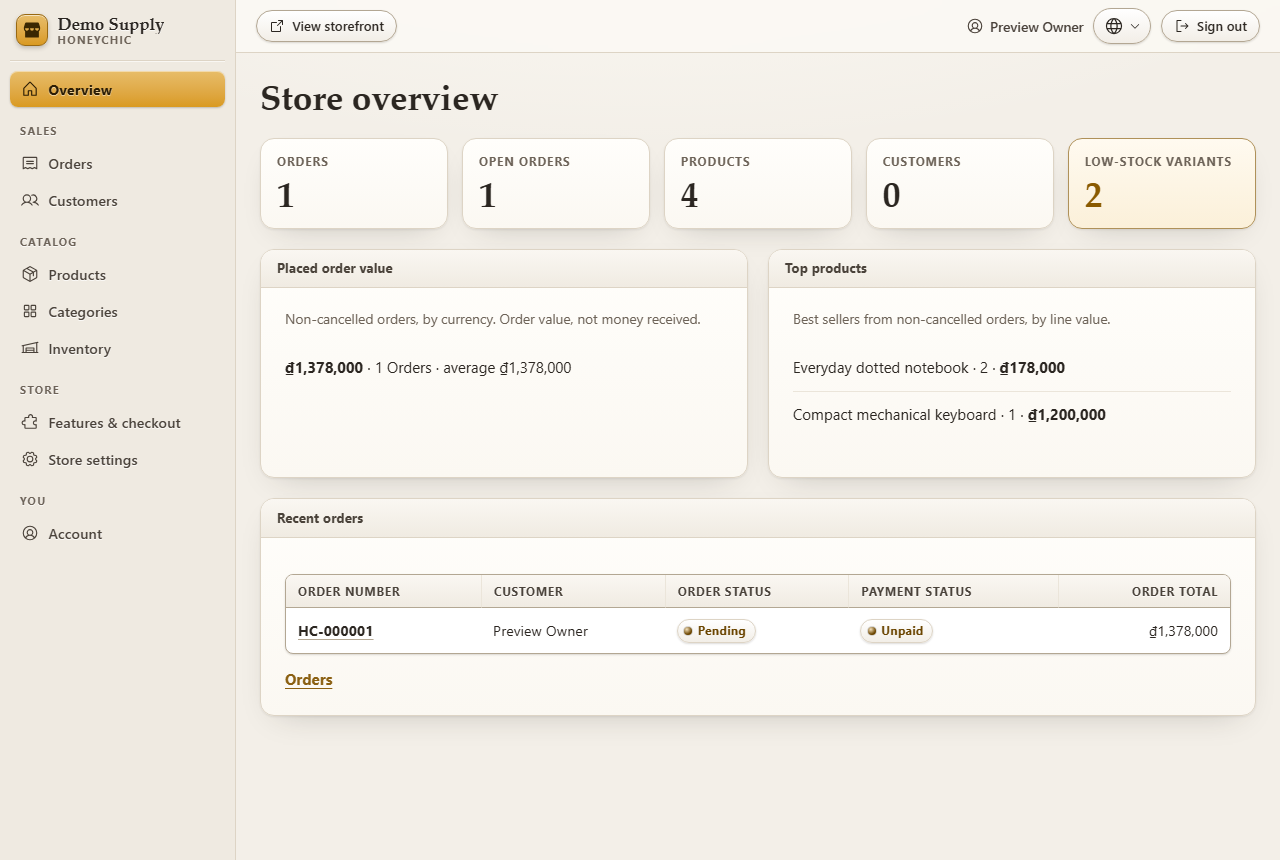 Demo Supply
HONEYCHIC
View storefront
Preview Owner
Sign out
Overview
SALES
Orders
Customers
CATALOG
Products
Categories
Inventory
STORE
Features & checkout
Store settings
YOU
Account
Store overview
ORDERS
1
OPEN ORDERS
1
PRODUCTS
4
CUSTOMERS
0
LOW-STOCK VARIANTS
2
Placed order value
Non-cancelled orders, by currency. Order value, not money received.
₫1,378,000 · 1 Orders · average ₫1,378,000
Top products
Best sellers from non-cancelled orders, by line value.
Everyday dotted notebook · 2 · ₫178,000
Compact mechanical keyboard · 1 · ₫1,200,000
Recent orders
ORDER NUMBER CUSTOMER ORDER STATUS PAYMENT STATUS ORDER TOTAL
HC-000001 Preview Owner Pending Unpaid ₫1,378,000
Orders